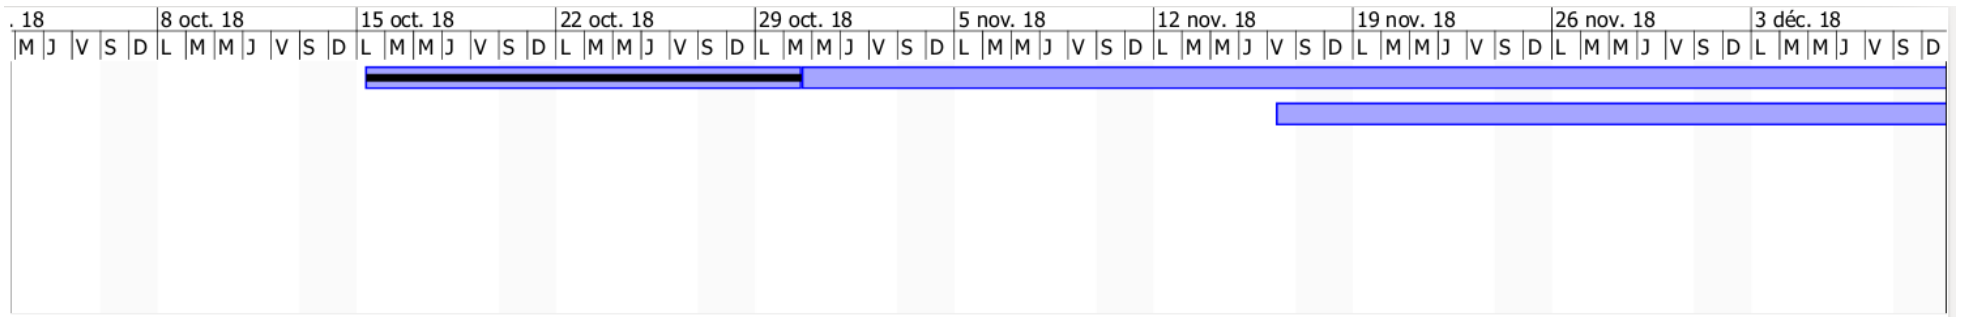 . 18 8 oct. 18 15 oct. 18 22 oct. 18 29 oct. 18 5 nov. 18 12 nov. 18 19 nov. 18 26 nov. 18 3 déc. 18
M J V S D L M M J V S D L M M J V S D L M M J V S D L M M J V S D L M M J V S D L M M J V S D L M M J V S D L M M J V S D L M M J V S D